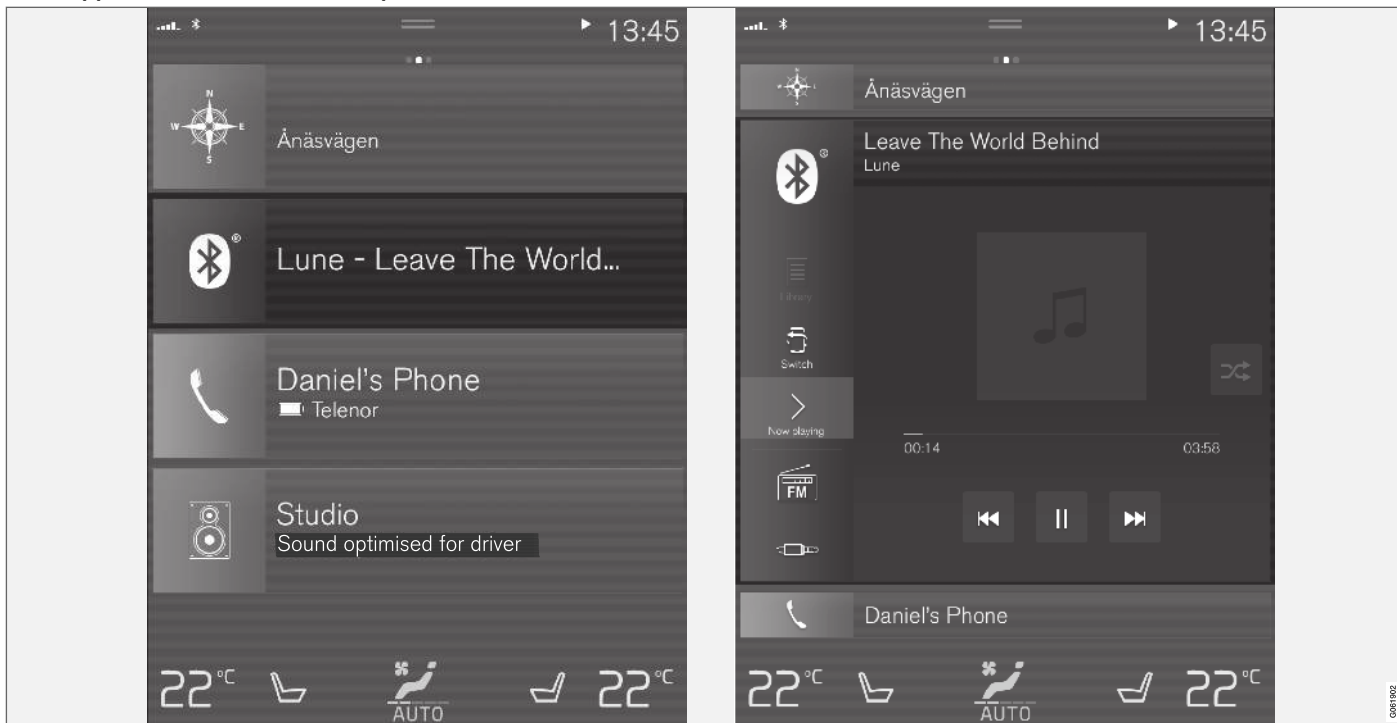 13:45
N
W E
S
Ånäsvägen
®
Lune - Leave The World...
Daniel's Phone
Telenor
Studio
Sound optimised for driver
22°C
AUTO
22°C
13:45
N
S
Ånäsvägen
®
Leave The World Behind
Lune
Library
Switch
Now playing
00:14
03:58
FM
Daniel's Phone
22°C
AUTO
22°C
G061902